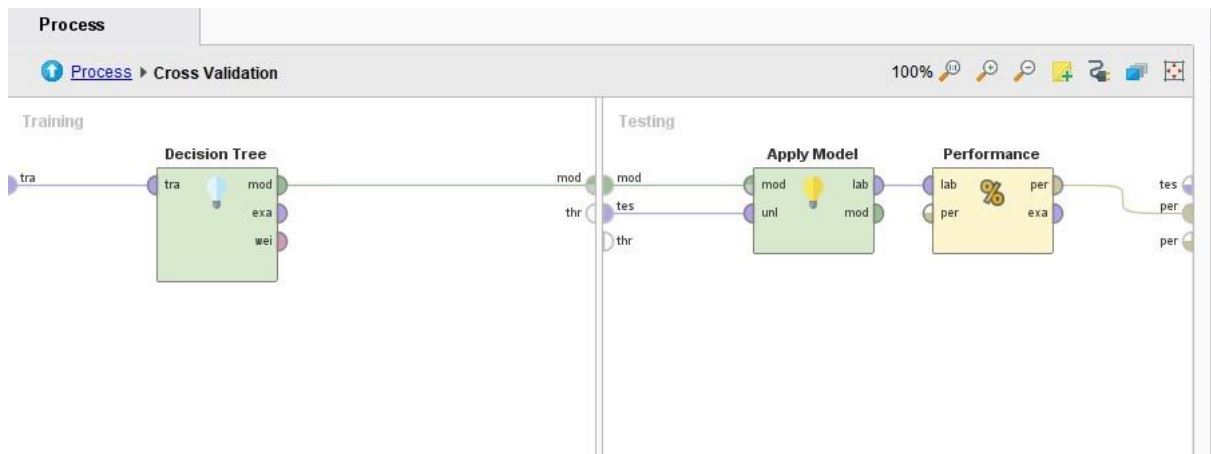 Process
Process ▸ Cross Validation
100%
Training
Testing
Decision Tree
Apply Model
Performance
tra
tra
mod
exa
wei
mod
thr
mod
tes
thr
mod
unl
lab
mod
lab
per
%
per
exa
tes
per
per